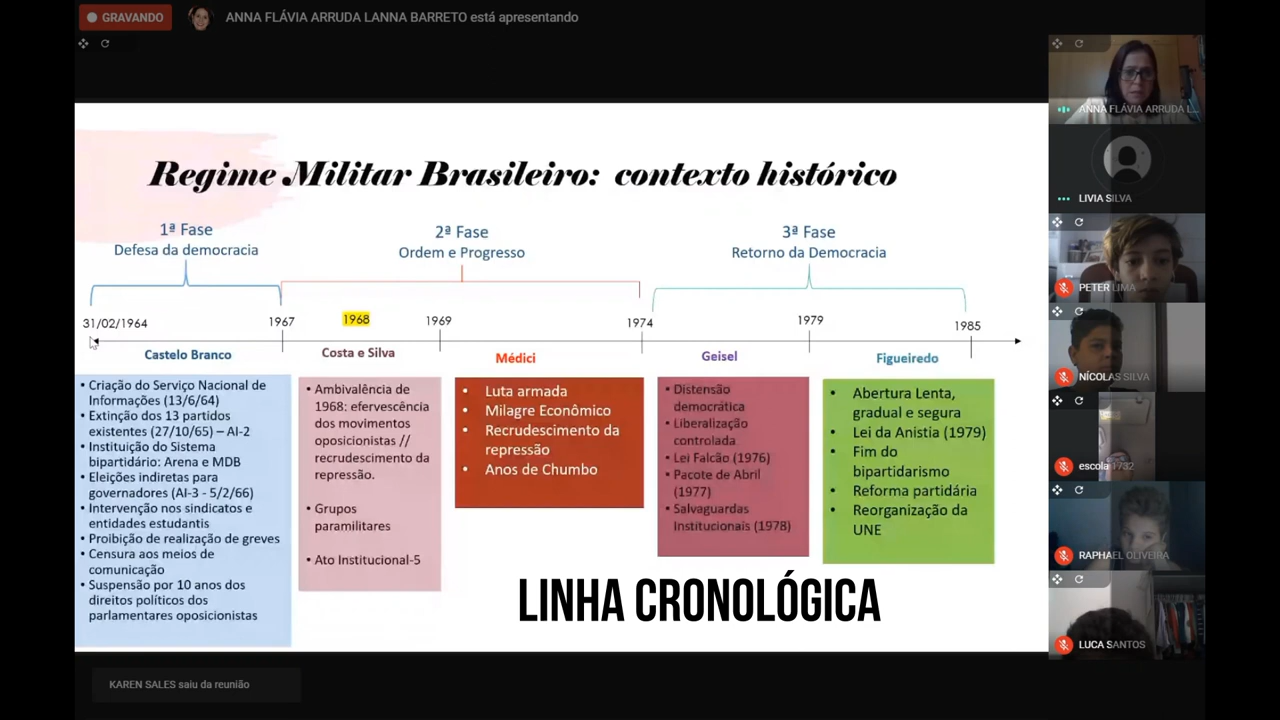 GRAVANDO
ANNA FLÁVIA ARRUDA LANNA BARRETO está apresentando
Regime Militar Brasileiro: contexto histórico
1ª Fase
Defesa da democracia
2ª Fase
Ordem e Progresso
3ª Fase
Retorno da Democracia
31/02/1964
1967
1968
1969
1974
1979
1985
Castelo Branco
• Criação do Serviço Nacional de
Informações (13/6/64)
• Extinção dos 13 partidos
existentes (27/10/65) – AI-2
• Instituição do Sistema
bipartidário: Arena e MDB
• Eleições indiretas para
governadores (AI-3 - 5/2/66)
• Intervenção nos sindicatos e
entidades estudantis
• Proibição de realização de greves
• Censura aos meios de
comunicação
• Suspensão por 10 anos dos
direitos políticos dos
parlamentares oposicionistas
Costa e Silva
• Ambivalência de
1968: efervescência
dos movimentos
oposicionistas //
recrudescimento da
repressão.
• Grupos
paramilitares
• Ato Institucional-5
Médici
• Luta armada
• Milagre Econômico
• Recrudescimento da
repressão
• Anos de Chumbo
Geisel
• Distensão
democrática
• Liberalização
controlada
• Lei Falcão (1976)
• Pacote de Abril
(1977)
• Salvaguardas
Institucionais (1978)
Figueiredo
• Abertura Lenta,
gradual e segura
• Lei da Anistia (1979)
• Fim do
bipartidarismo
• Reforma partidária
• Reorganização da
UNE
LINHA CRONOLÓGICA
ANNA FLÁVIA ARRUDA L...
LIVIA SILVA
PETER LIMA
NÍCOLAS SILVA
escola 1732
RAPHAEL OLIVEIRA
LUCA SANTOS
KAREN SALES saiu da reunião